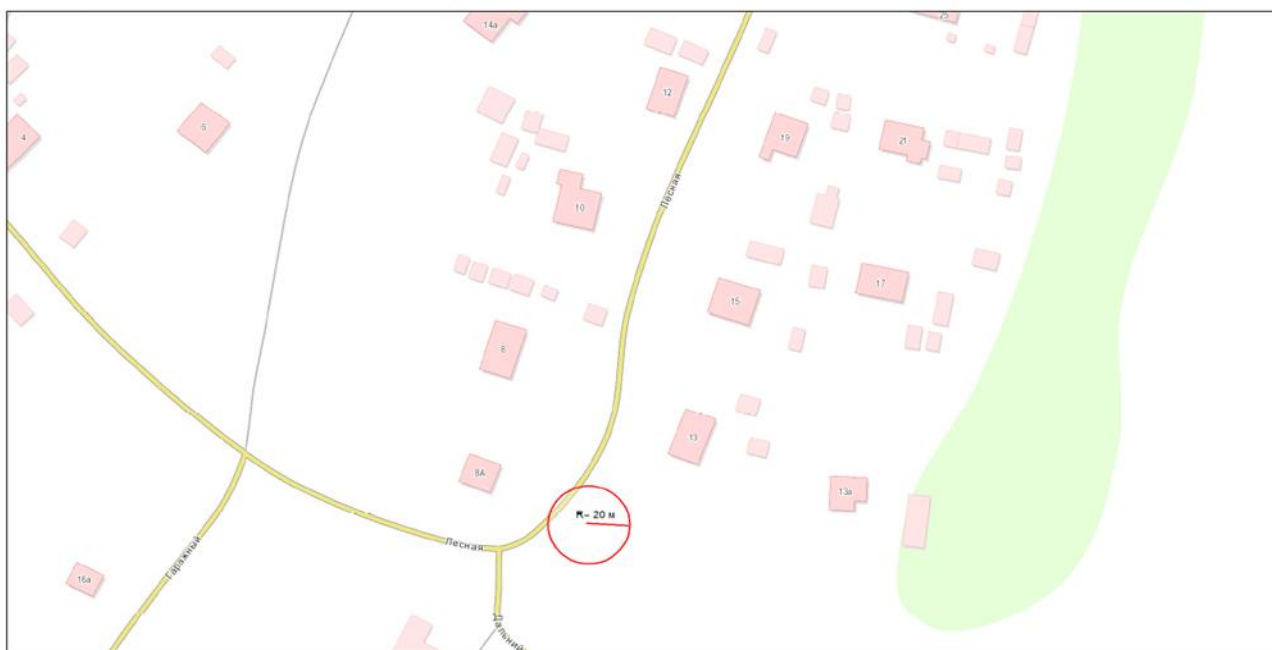 14а
25
12
4
6
19
21
10
Лесная
17
15
8
13
8А
13а
R= 20 м
Лесная
Гаражный
16а
Дальний